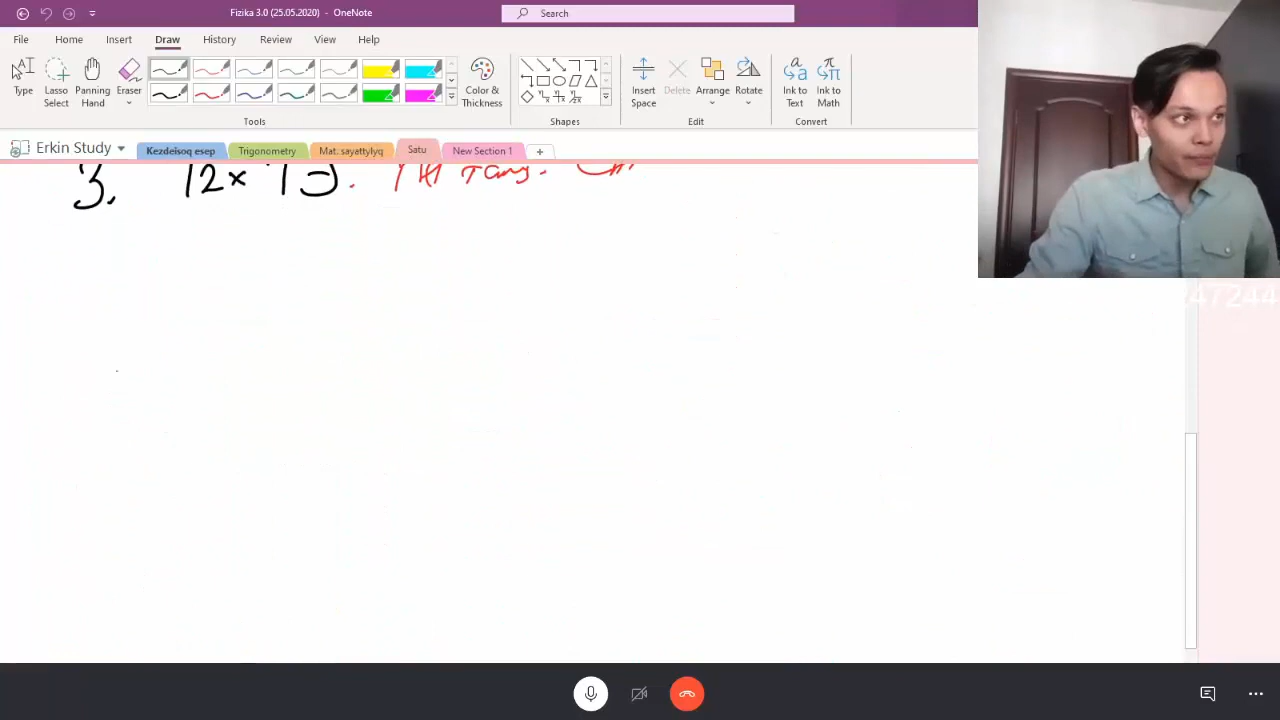 Fizika 3.0 (25.05.2020) - OneNote
Search
File Home Insert Draw History Review View Help
Type Lasso Select Panning Hand Eraser Color & Thickness Insert Space Delete Arrange Rotate Ink to Text Ink to Math
Tools Shapes Edit Convert
Erkin Study Kezdeisoq esep Trigonometry Mat. sayattylyq Satu New Section 1
3. 12×
247244